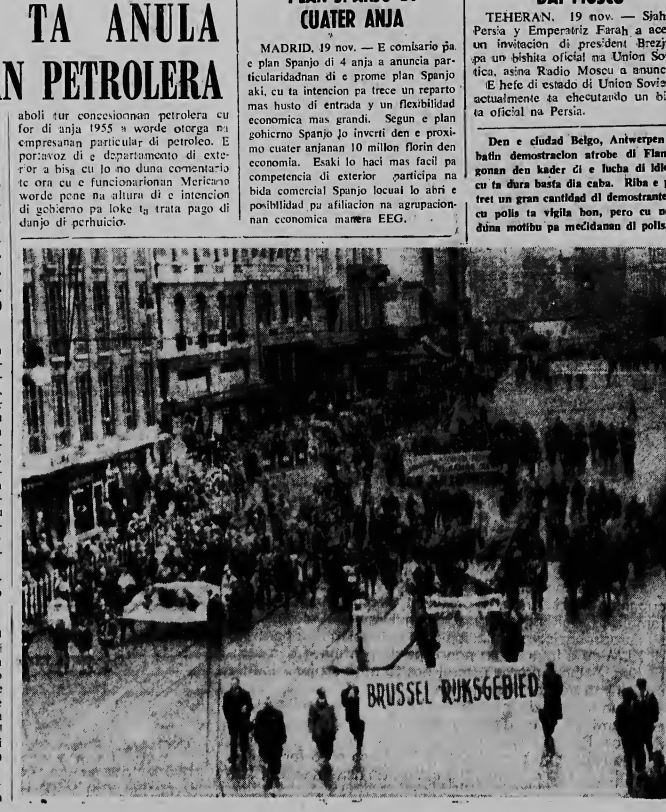 TA ANULA
N PETROLERA
aboli tur concesionnan petrolera cu
for di anja 1955 a worde otorga na
empresanan particular di petroleo. E
portavoz di e departamento di exte-
rior a bisa cu lo no duna comentario
te ora cu e funcionarionan Mericano
worde pone na altura di e intencion
di gobierno pa loke ta trata pago di
danjo di perhuicio.
CUATER ANJA
MADRID, 19 nov. — E comisario pa
e plan Spanjo di 4 anja a anuncia par-
ticularidadnan di e prome plan Spanjo
aki, cu ta intencion pa trece un reparto
mas husto di entrada y un flexibilidad
economica mas grandi. Segun e plan
gohierno Spanjo lo inverti den e proxi-
mo cuater anjanan 10 millon florin den
economia. Esaki lo haci mas facil pa
competencia di exterior participa na
bida comercial Spanjo locual lo abri e
posibllidad pa afiliacion na agrupacion-
nan economica manera EEG.
TEHERAN, 19 nov. — Sjah
Persia y Emperatriz Farah a ace
un invitacion di president Brezj
pa un bishita oficial na Union So
tica, asina Radio Moscu a anunc
E hefe di estado di Union Sovie
actualmente ta ehecutando un bi
ta oficial na Persia.
Den e ciudad Belgo, Antwerpen
batin demostracion atrobe di Flan
gonan den kader di e lucha di idi
cu ta dura basta dia caba. Riba e
tret un gran cantidad di demostrante
cu polis ta vigila bon, pero cu n
duna motibu pa medidanan di polis.
BRUSSEL RIJKSGEBIED